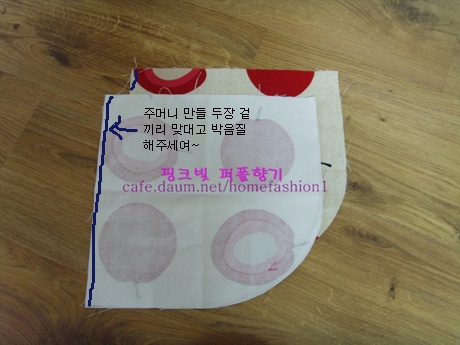 주머니 만들 두장 겉
끼리 맞대고 박음질
해주세여~
핑크빛 퍼플향기
cafe.daum.net/homefashion1